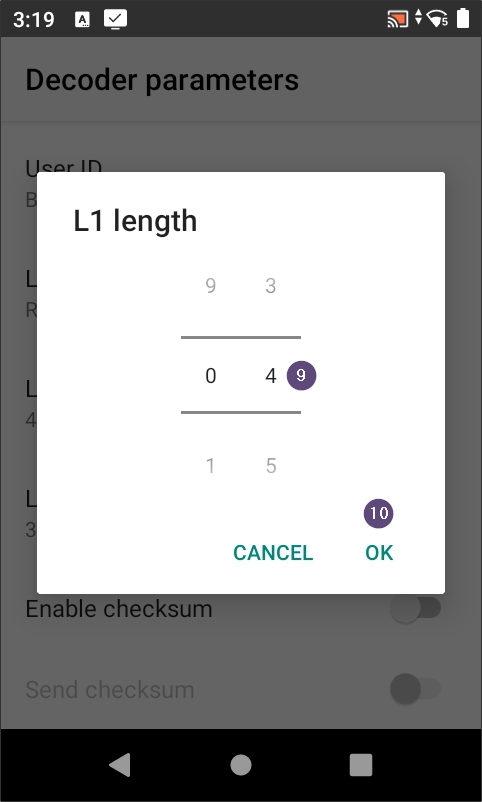 3:19 A 5
Decoder parameters
User ID
B
L1 length
L
R
9 3
0 4 9
L
4
1 5
L
10
3
CANCEL OK
Enable checksum
Send checksum